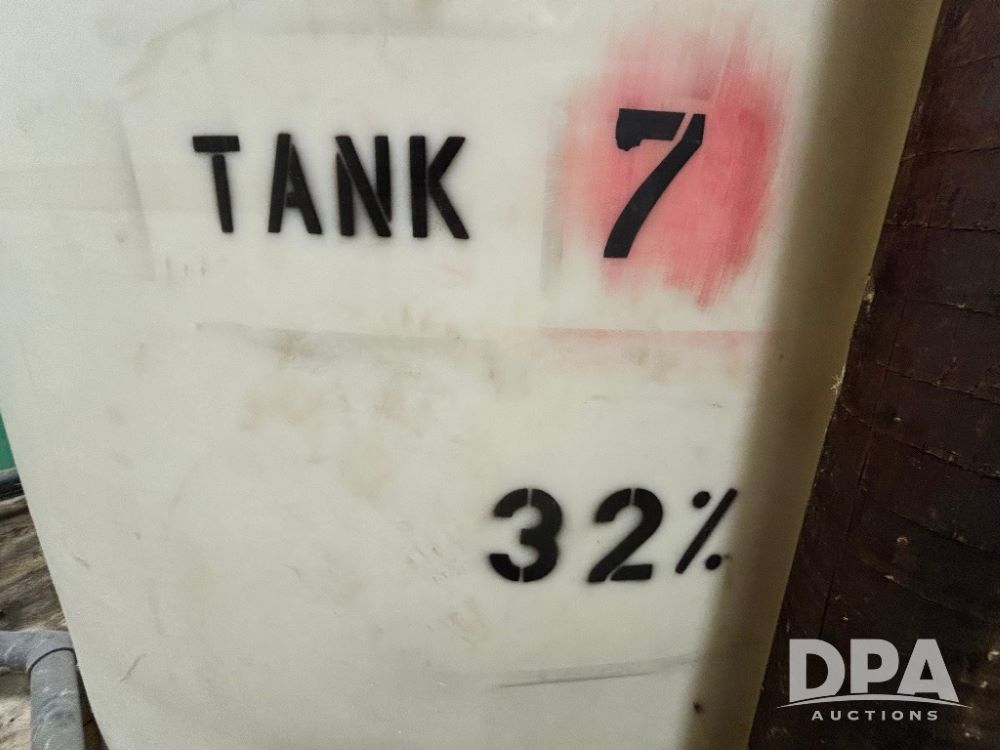 TANK 7
32%
DPA
AUCTIONS